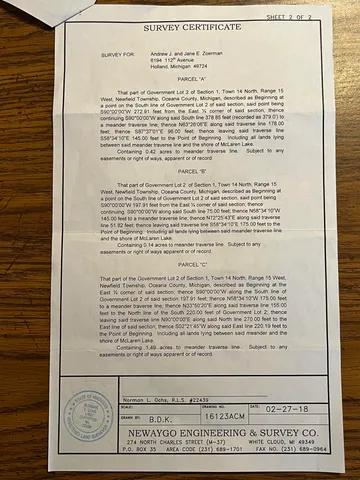 SHEET 2 OF 2
SURVEY CERTIFICATE
SURVEY FOR: Andrew J. and Jane E. Zoerman
6194 112th Avenue
Holland, Michigan 49724
PARCEL "A"
That part of Government Lot 2 of Section 1, Town 14 North, Range 15
West, Newfield Township, Oceana County, Michigan, described as Beginning at
a point on the South line of Government Lot 2 of said section, said point being
S90°00'00"W 272.91 feet from the East ¼ corner of said section; thence
continuing S90°00'00"W along said South line 378.85 feet (recorded at 379.0') to
a meander traverse line; thence N63°26'06"E along said traverse line 178.00
feet; thence S87°37'01"E 96.00 feet; thence leaving said traverse line
S58°34'10"E 145.00 feet to the Point of Beginning. Including all lands lying
between said meander traverse line and the shore of McLaren Lake.
Containing 0.42 acres to meander traverse line. Subject to any
easements or right of ways, apparent or of record.
PARCEL "B"
That part of Government Lot 2 of Section 1, Town 14 North, Range 15
West, Newfield Township, Oceana County, Michigan, described as Beginning at
a point on the South line of Government Lot 2 of said section, said point being
S90°00'00"W 197.91 feet from the East ¼ corner of said section; thence
continuing S90°00'00"W along said South line 75.00 feet; thence N58°34'10"W
145.00 feet to a meander traverse line; thence N72°25'43"E along said traverse
line 51.82 feet; thence leaving said traverse line S58°34'10"E 175.00 feet to the
Point of Beginning. Including all lands lying between said meander traverse line
and the shore of McLaren Lake.
Containing 0.14 acres to meander traverse line. Subject to any
easements or right of ways apparent or of record.
PARCEL "C"
That part of the Government Lot 2 of Section 1, Town 14 North, Range 15
West, Newfield Township, Oceana County, Michigan, described as Beginning at the
East ¼ corner of said section; thence S90°00'00"W along the South line of
Government Lot 2 of said section 197.91 feet; thence N58°34'10"W 175.00 feet
to a meander traverse line; thence N33°50'20"E along said traverse line 155.00
feet to the North line of the South 220.00 feet of Government Lot 2; thence
leaving said traverse line N90°00'00"E along said North line 270.00 feet to the
East line of said section; thence S02°21'45"W along said East line 220.19 feet to
the Point of Beginning. Including all lands lying between said meander traverse
line and the shore of McLaren Lake.
Containing 1.49 acres to meander traverse line. Subject to any
easements or right of ways apparent or of record.
Norman L. Ochs, R.L.S. #22439
SCALE: DRAWING NO. DATE:
DRAWN BY: B.D.K. 16123ACM 02-27-18
NEWAYGO ENGINEERING & SURVEY CO.
274 NORTH CHARLES STREET (M-37) WHITE CLOUD, MI 49349
P.O. BOX 35 AREA CODE (231) 689-1701 FAX NO. (231) 689-0964